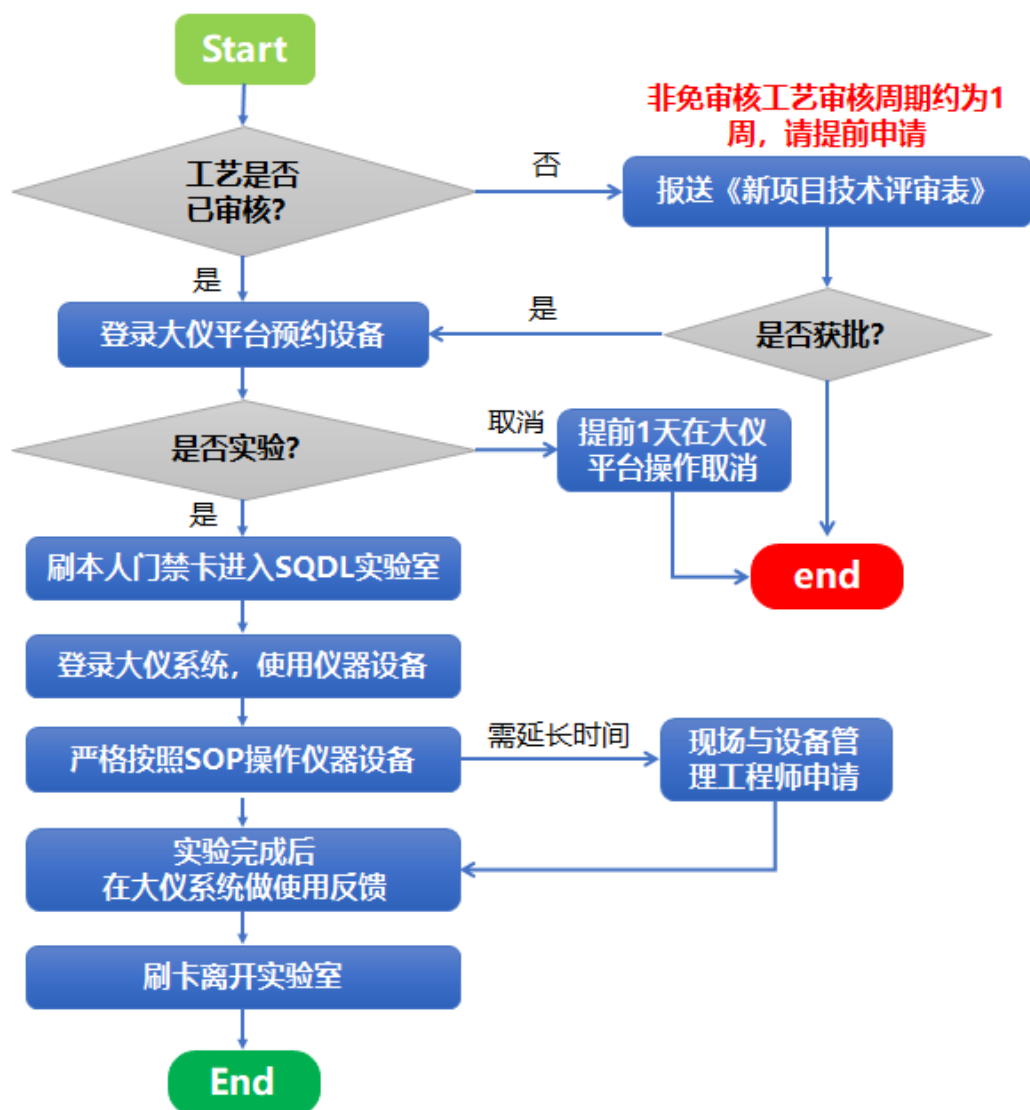 Start
非免审核工艺审核周期约为1
周，请提前申请
工艺是否
已审核?
否
报送《新项目技术评审表》
是
登录大仪平台预约设备
是
是否获批?
是否实验?
取消
提前1天在大仪
平台操作取消
是
刷本人门禁卡进入SQDL实验室
end
登录大仪系统，使用仪器设备
严格按照SOP操作仪器设备
需延长时间
现场与设备管
理工程师申请
实验完成后
在大仪系统做使用反馈
刷卡离开实验室
End